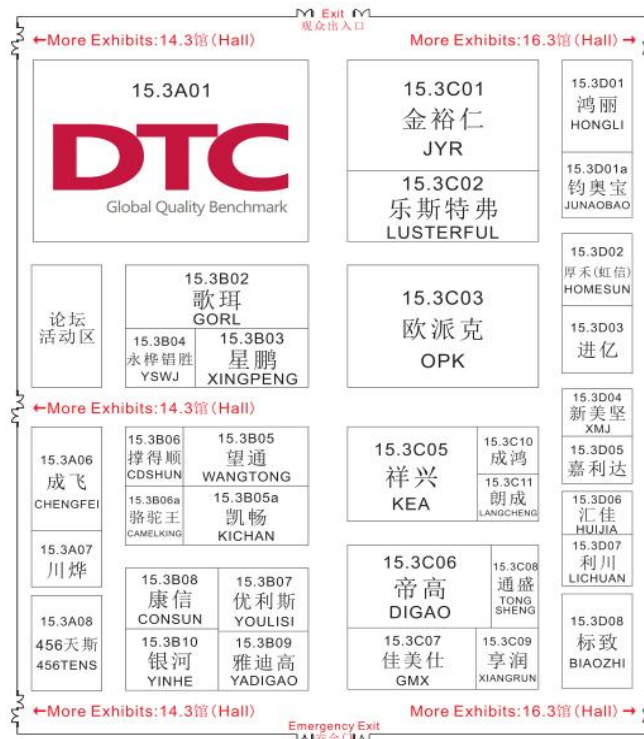 Exit
观众出入口
←More Exhibits:14.3馆(Hall)
More Exhibits:16.3馆(Hall)→
15.3A01
DTC
Global Quality Benchmark
15.3C01
金裕仁
JYR
15.3C02
乐斯特弗
LUSTERFUL
15.3D01
鸿丽
HONGLI
15.3D01a
钧奥宝
JUNAOBAO
论坛
活动区
15.3B02
歌珥
GORL
15.3B04
永桦锠胜
YSWJ
15.3B03
星鹏
XINGPENG
15.3C03
欧派克
OPK
15.3D02
厚禾(虹信)
HOMESUN
15.3D03
进亿
←More Exhibits:14.3馆(Hall)
15.3D04
新美坚
XMJ
15.3D05
嘉利达
15.3A06
成飞
CHENGFEI
15.3A07
川烨
15.3B06
撑得顺
CDSHUN
15.3B05
望通
WANGTONG
15.3B06a
骆驼王
CAMELKING
15.3B05a
凯畅
KICHAN
15.3C05
祥兴
KEA
15.3C10
成鸿
15.3C11
朗成
LANGCHENG
15.3D06
汇佳
HUIJIA
15.3D07
利川
LICHUAN
15.3A08
456天斯
456TENS
15.3B08
康信
CONSUN
15.3B07
优利斯
YOULISI
15.3B10
银河
YINHE
15.3B09
雅迪高
YADIGAO
15.3C06
帝高
DIGAO
15.3C08
通盛
TONG
SHENG
15.3C07
佳美仕
GMX
15.3C09
享润
XIANGRUN
15.3D08
标致
BIAOZHI
←More Exhibits:14.3馆(Hall)
More Exhibits:16.3馆(Hall)→
Emergency Exit
安全门